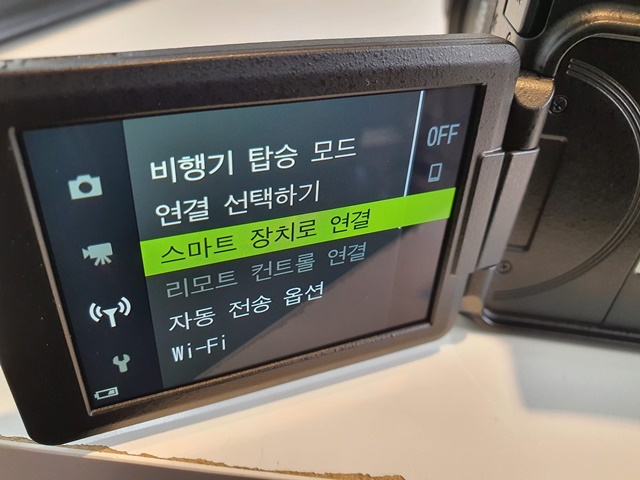 비행기 탑승 모드 OFF
연결 선택하기
스마트 장치로 연결
리모트 컨트롤 연결
자동 전송 옵션
Wi-Fi